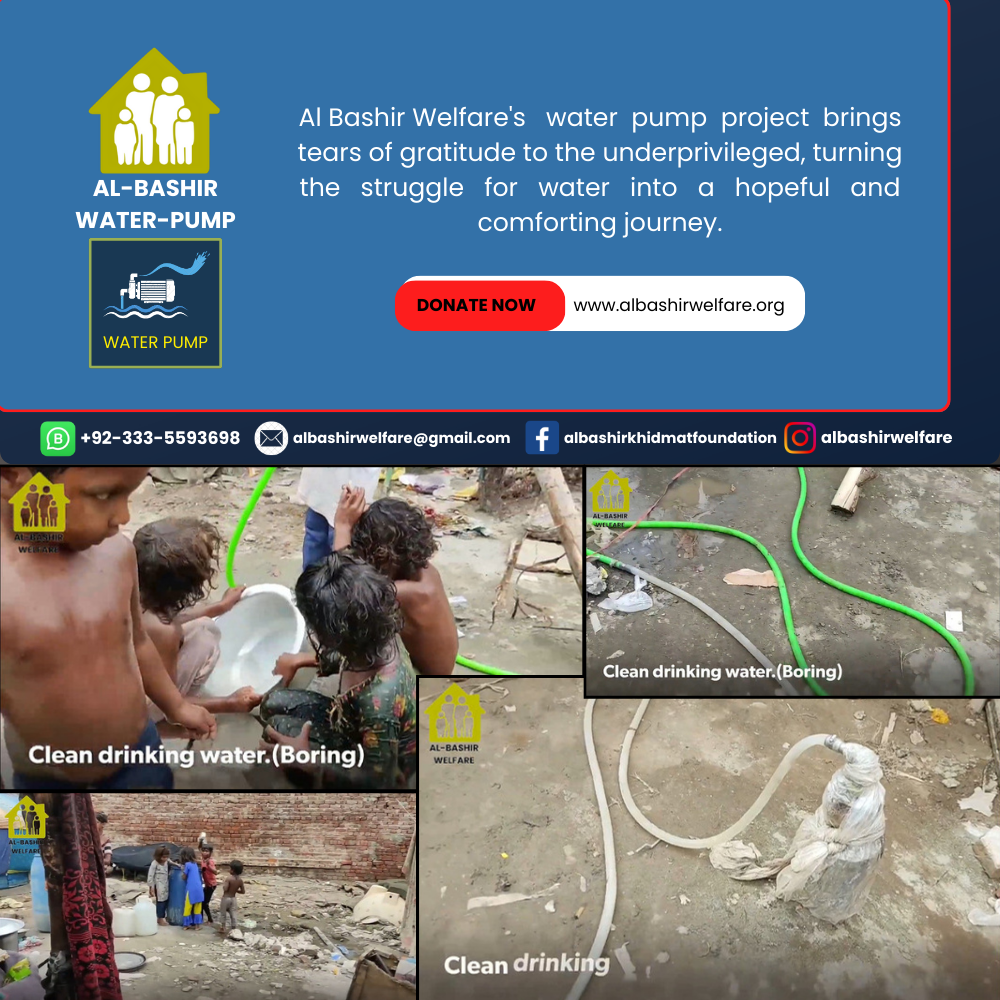 AL-BASHIR
WATER-PUMP
WATER PUMP
Al Bashir Welfare's water pump project brings
tears of gratitude to the underprivileged, turning
the struggle for water into a hopeful and
comforting journey.
DONATE NOW www.albashirwelfare.org
+92-333-5593698 albashirwelfare@gmail.com albashirkhidmatfoundation albashirwelfare
AL-BASHIR
WELFARE
Clean drinking water.(Boring)
AL-BASHIR
WELFARE
Clean drinking water.(Boring)
AL-BASHIR
WELFARE
AL-BASHIR
WELFARE
Clean drinking